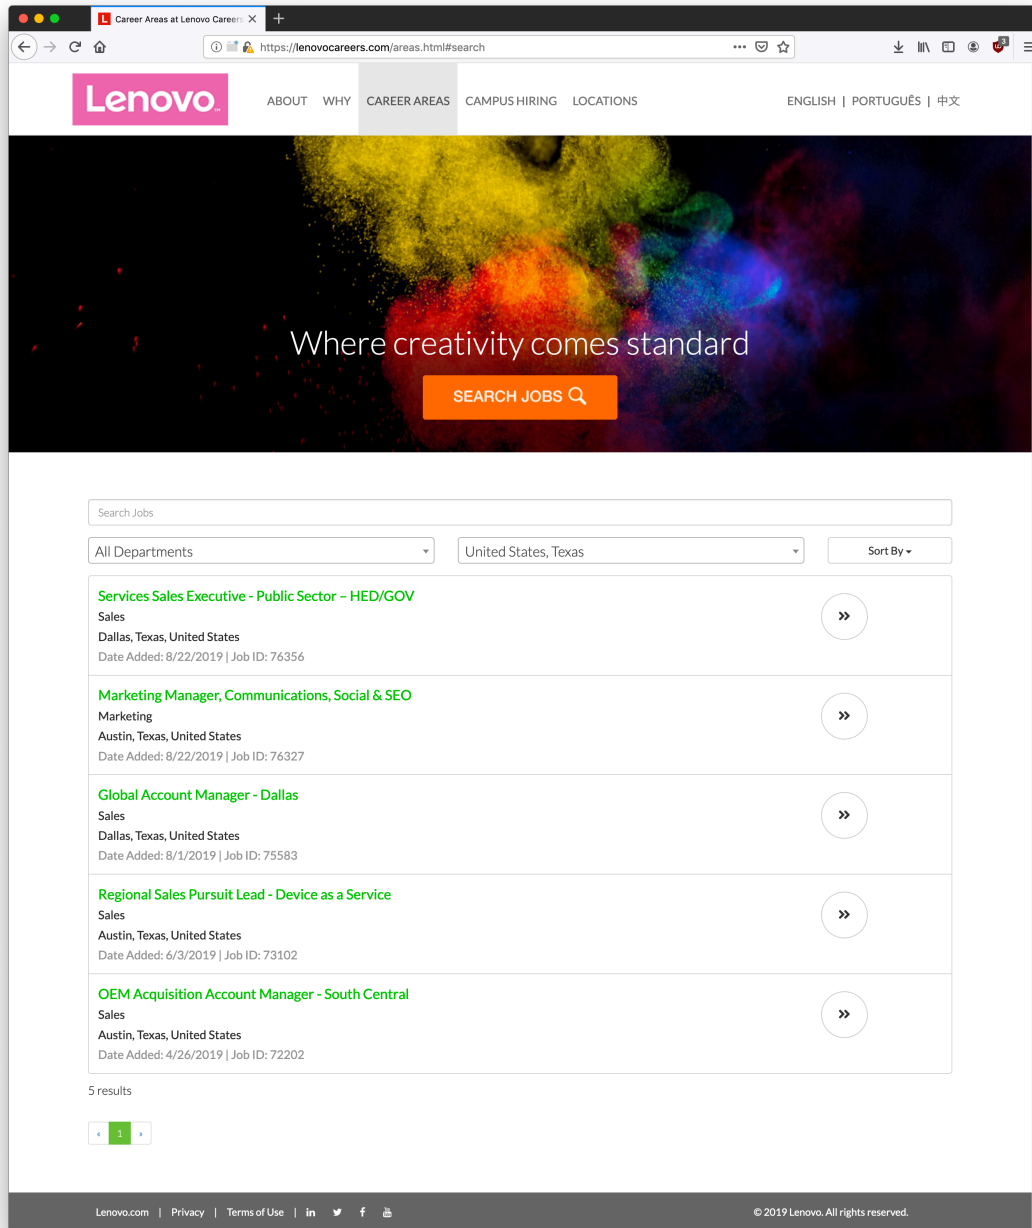 Career Areas at Lenovo Careers
https://lenovocareers.com/areas.html#search
3
Lenovo™
ABOUT WHY CAREER AREAS CAMPUS HIRING LOCATIONS ENGLISH | PORTUGUÊS | 中文
Where creativity comes standard
SEARCH JOBS
Search Jobs
All Departments United States, Texas Sort By
Services Sales Executive - Public Sector – HED/GOV
Sales
Dallas, Texas, United States
Date Added: 8/22/2019 | Job ID: 76356
Marketing Manager, Communications, Social & SEO
Marketing
Austin, Texas, United States
Date Added: 8/22/2019 | Job ID: 76327
Global Account Manager - Dallas
Sales
Dallas, Texas, United States
Date Added: 8/1/2019 | Job ID: 75583
Regional Sales Pursuit Lead - Device as a Service
Sales
Austin, Texas, United States
Date Added: 6/3/2019 | Job ID: 73102
OEM Acquisition Account Manager - South Central
Sales
Austin, Texas, United States
Date Added: 4/26/2019 | Job ID: 72202
5 results
« 1 »
Lenovo.com | Privacy | Terms of Use | in f © 2019 Lenovo. All rights reserved.